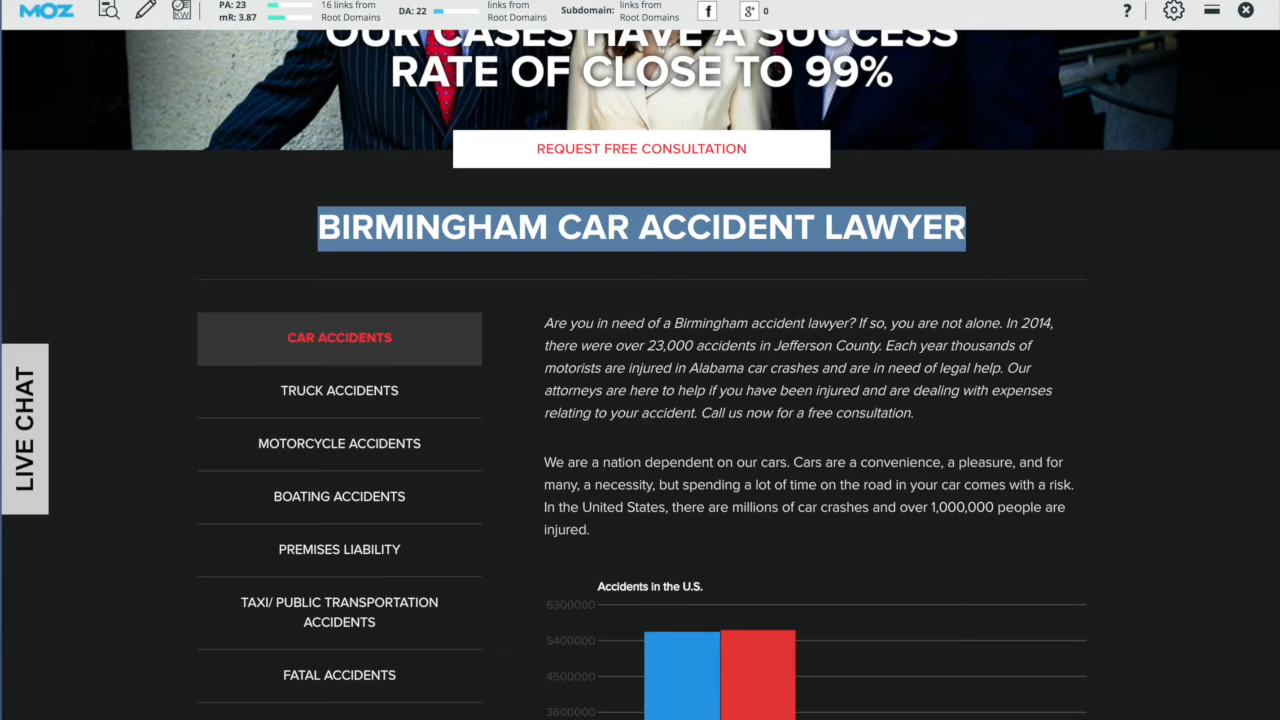 MOZ
KW
PA: 23
mR: 3.87
16 links from
Root Domains
DA: 22
links from
Root Domains
Subdomain:
links from
Root Domains
f
g+
0
?
OUR CASES HAVE A SUCCESS
RATE OF CLOSE TO 99%
REQUEST FREE CONSULTATION
BIRMINGHAM CAR ACCIDENT LAWYER
LIVE CHAT
CAR ACCIDENTS
TRUCK ACCIDENTS
MOTORCYCLE ACCIDENTS
BOATING ACCIDENTS
PREMISES LIABILITY
TAXI/ PUBLIC TRANSPORTATION
ACCIDENTS
FATAL ACCIDENTS
Are you in need of a Birmingham accident lawyer? If so, you are not alone. In 2014,
there were over 23,000 accidents in Jefferson County. Each year thousands of
motorists are injured in Alabama car crashes and are in need of legal help. Our
attorneys are here to help if you have been injured and are dealing with expenses
relating to your accident. Call us now for a free consultation.
We are a nation dependent on our cars. Cars are a convenience, a pleasure, and for
many, a necessity, but spending a lot of time on the road in your car comes with a risk.
In the United States, there are millions of car crashes and over 1,000,000 people are
injured.
Accidents in the U.S.
6300000
5400000
4500000
3600000